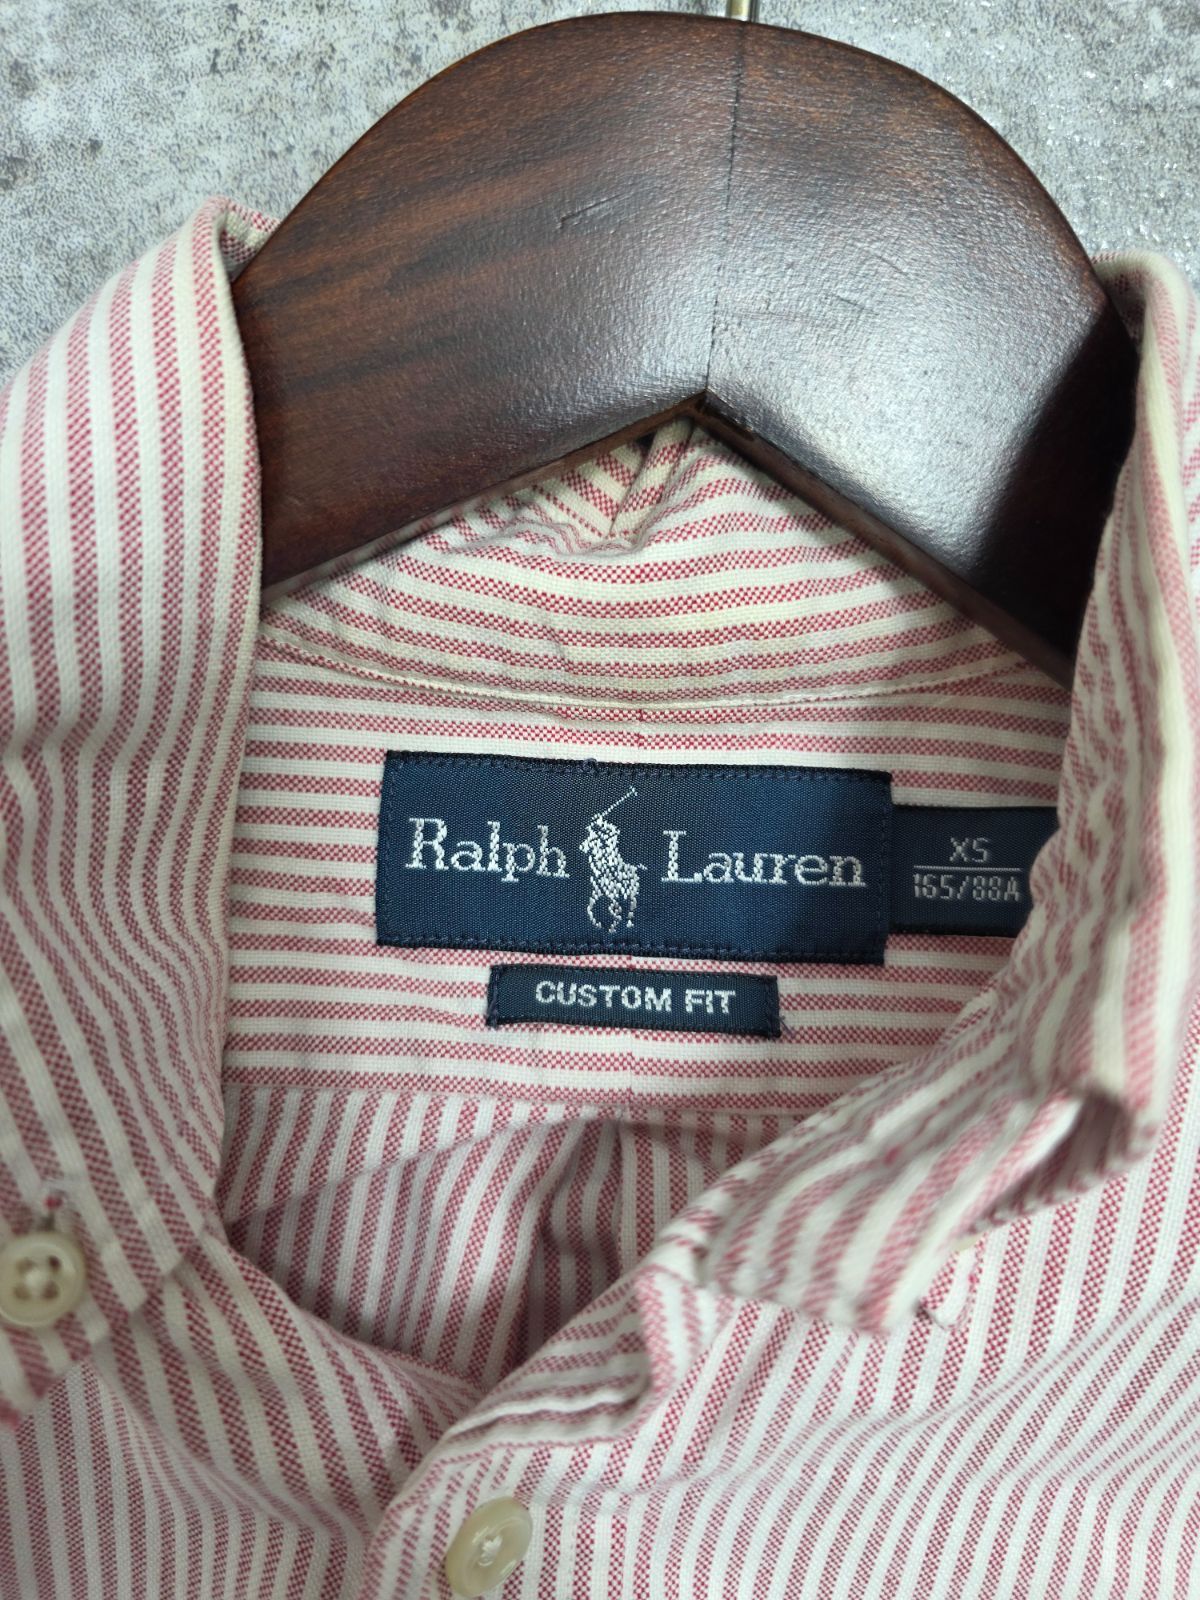 Ralph Lauren
XS
165/88A
CUSTOM FIT